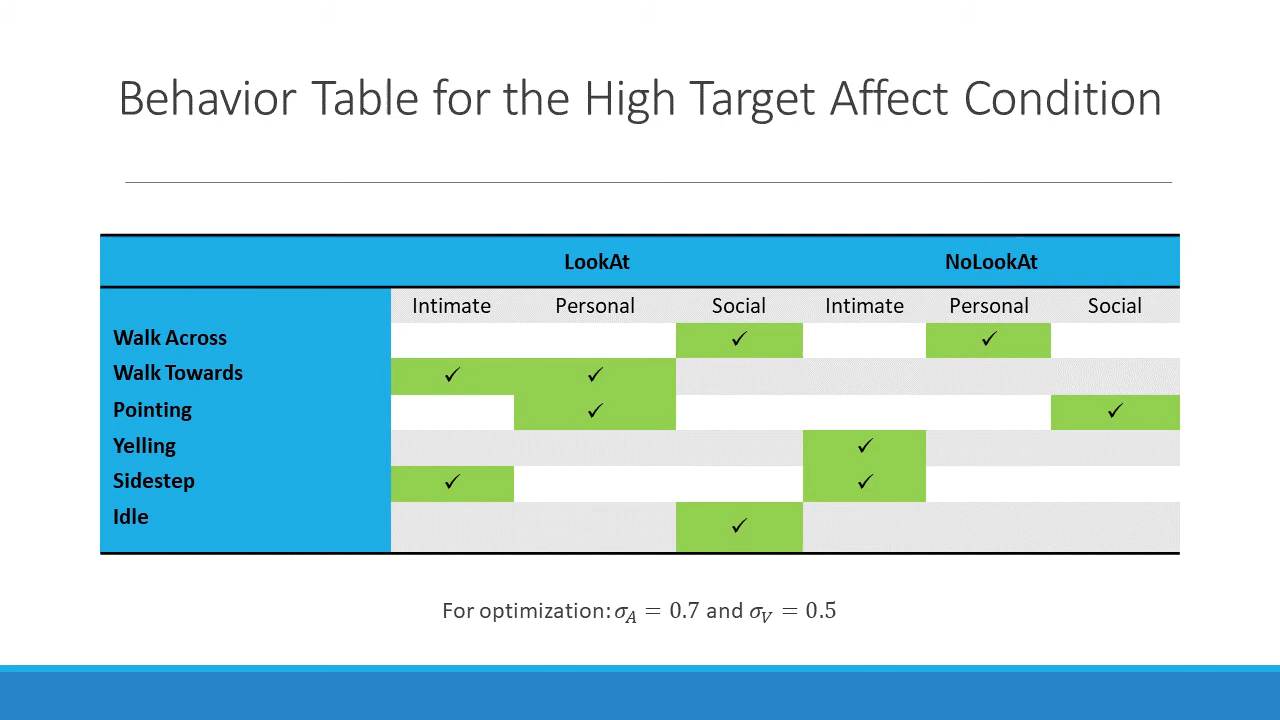 Behavior Table for the High Target Affect Condition
LookAt NoLookAt
Intimate Personal Social Intimate Personal Social
Walk Across ✓ ✓
Walk Towards ✓ ✓
Pointing ✓ ✓
Yelling ✓
Sidestep ✓ ✓
Idle ✓
For optimization: σ_A = 0.7 and σ_V = 0.5